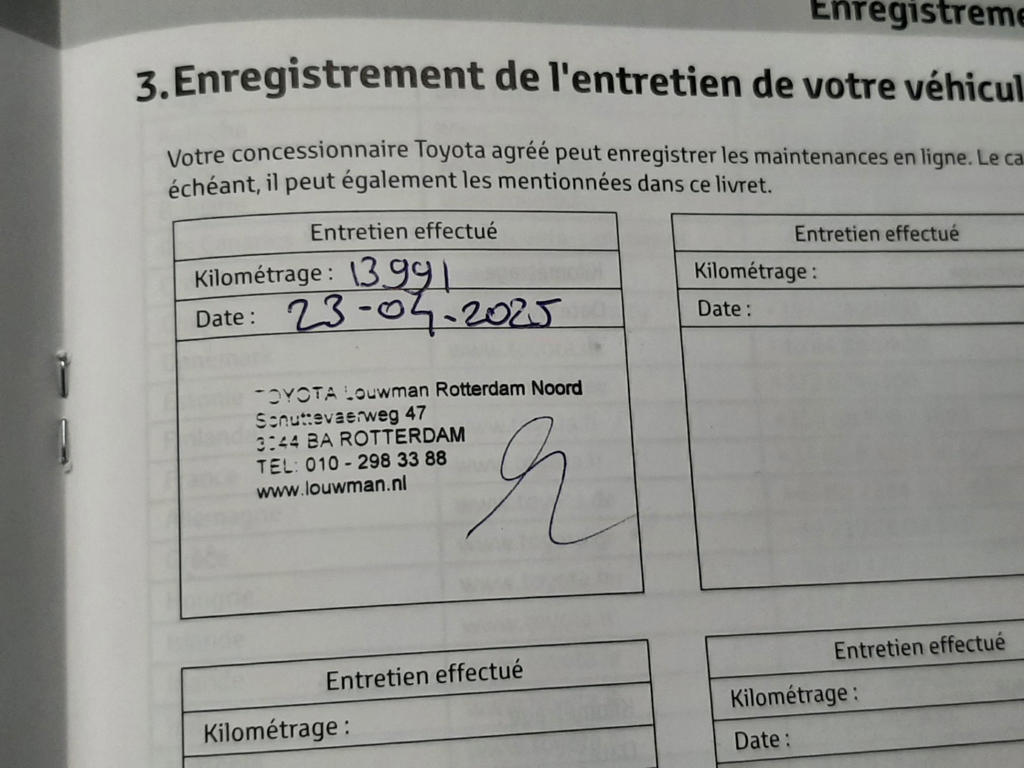 3. Enregistrement de l'entretien de votre
Votre concessionnaire Toyota agréé peut enregistrer les maintenances en ligne. Le
échéant, il peut également les mentionnées dans ce livret.
Entretien effectué
Kilométrage : 13991
Date : 23-04-2025
TOYOTA Louwman Rotterdam Noord
47
BA ROTTERDAM
TEL: 010 - 298 33 88
www.louwman.nl
Entretien effectué
Kilométrage :
Date :
Entretien effectué
Kilométrage :
Entretien effectué
Kilométrage :
Date :